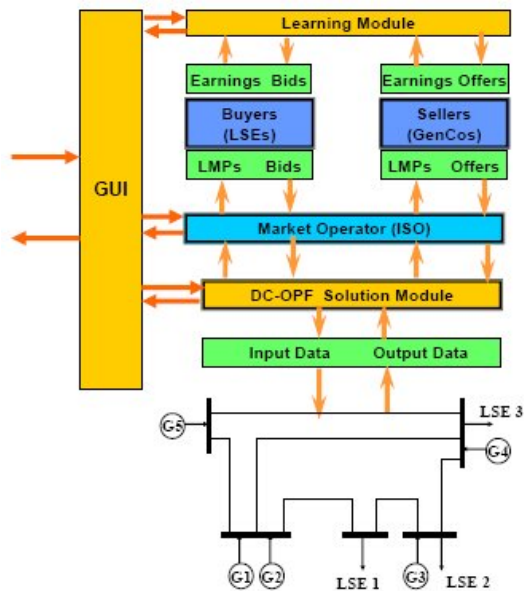 Learning Module
Earnings Bids
Earnings Offers
Buyers
(LSEs)
Sellers
(GenCos)
LMPs Bids
LMPs Offers
GUI
Market Operator (ISO)
DC-OPF Solution Module
Input Data
Output Data
LSE 3
G5
G4
G1
G2
LSE 1
G3
LSE 2